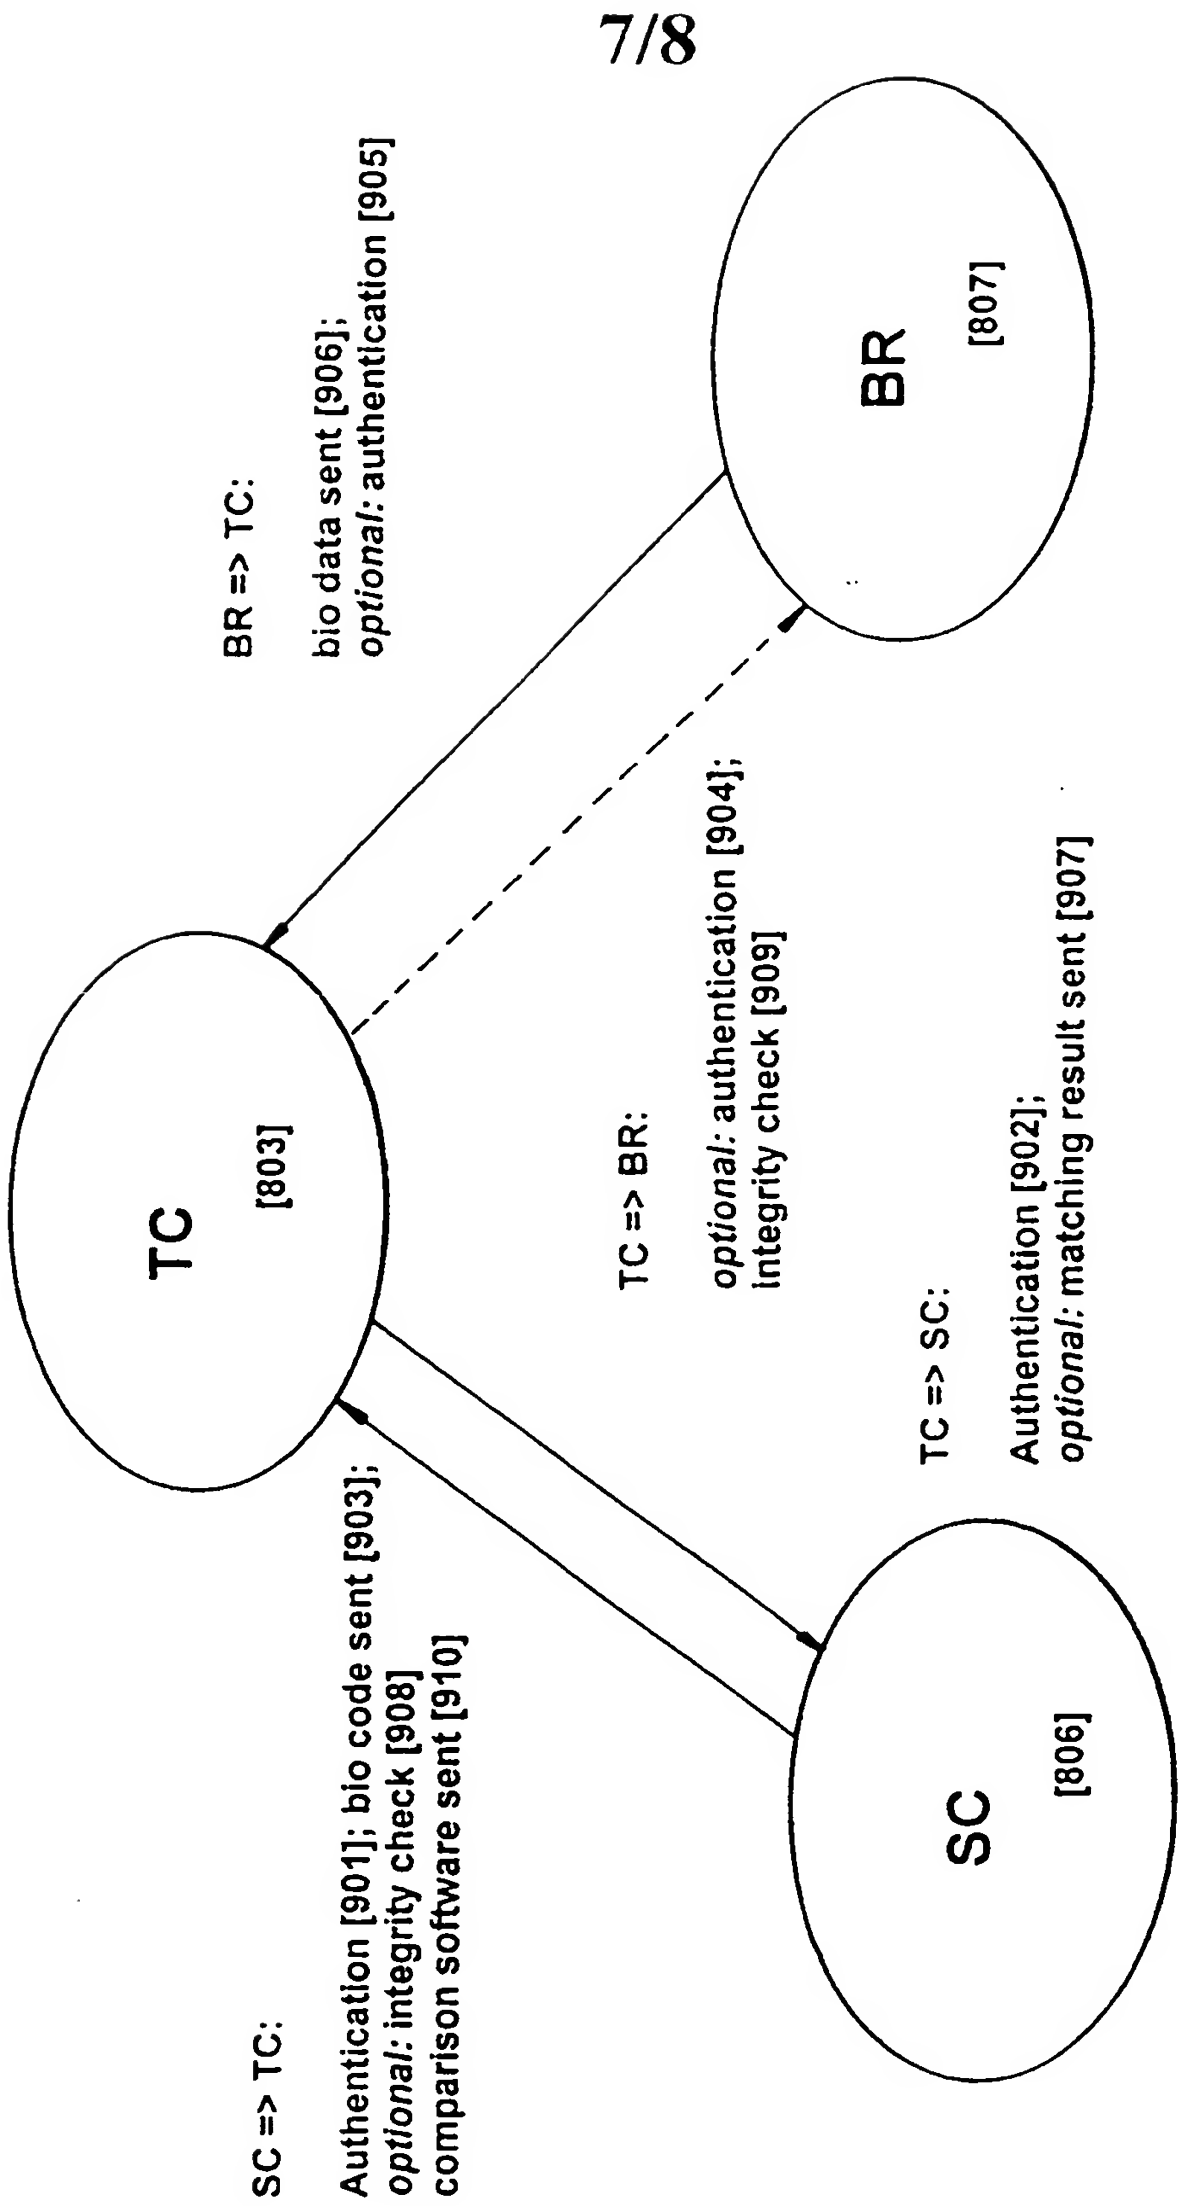 7/8
SC => TC:
Authentication [901]; bio code sent [903];
optional: integrity check [908]
comparison software sent [910]
TC
[803]
BR => TC:
bio data sent [906];
optional: authentication [905]
TC => BR:
optional: authentication [904];
integrity check [909]
SC
[806]
TC => SC:
Authentication [902];
optional: matching result sent [907]
BR
[807]